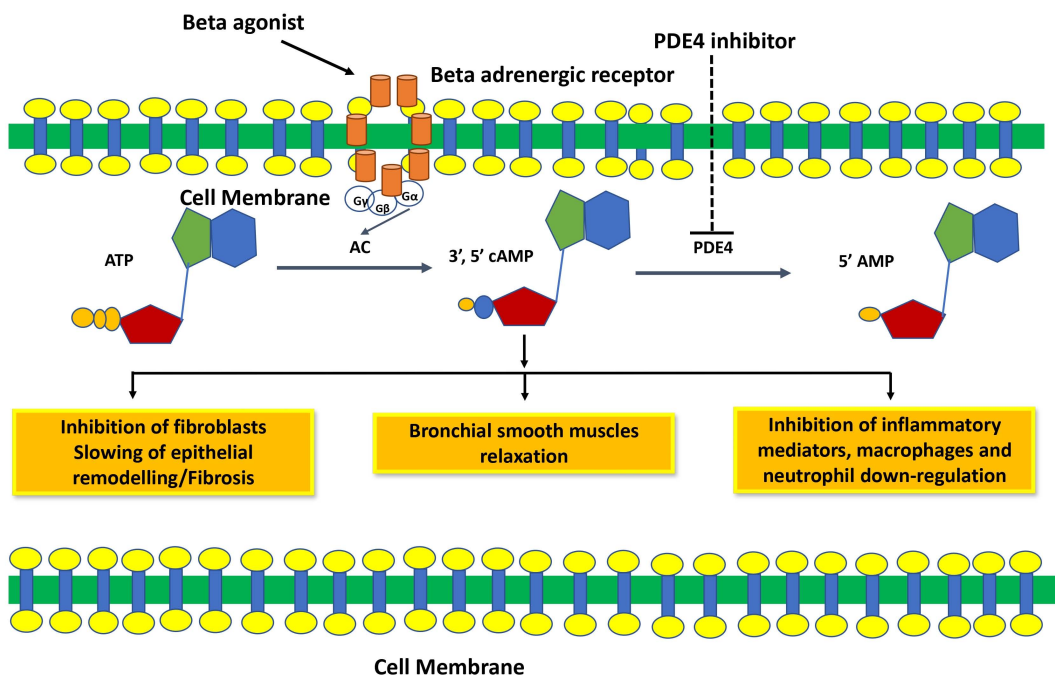 Beta agonist
PDE4 inhibitor
Beta adrenergic receptor
Cell Membrane
Gγ
Gβ
Gα
ATP
AC
3’, 5’ cAMP
PDE4
5’ AMP
Inhibition of fibroblasts
Slowing of epithelial
remodelling/Fibrosis
Bronchial smooth muscles
relaxation
Inhibition of inflammatory
mediators, macrophages and
neutrophil down-regulation
Cell Membrane